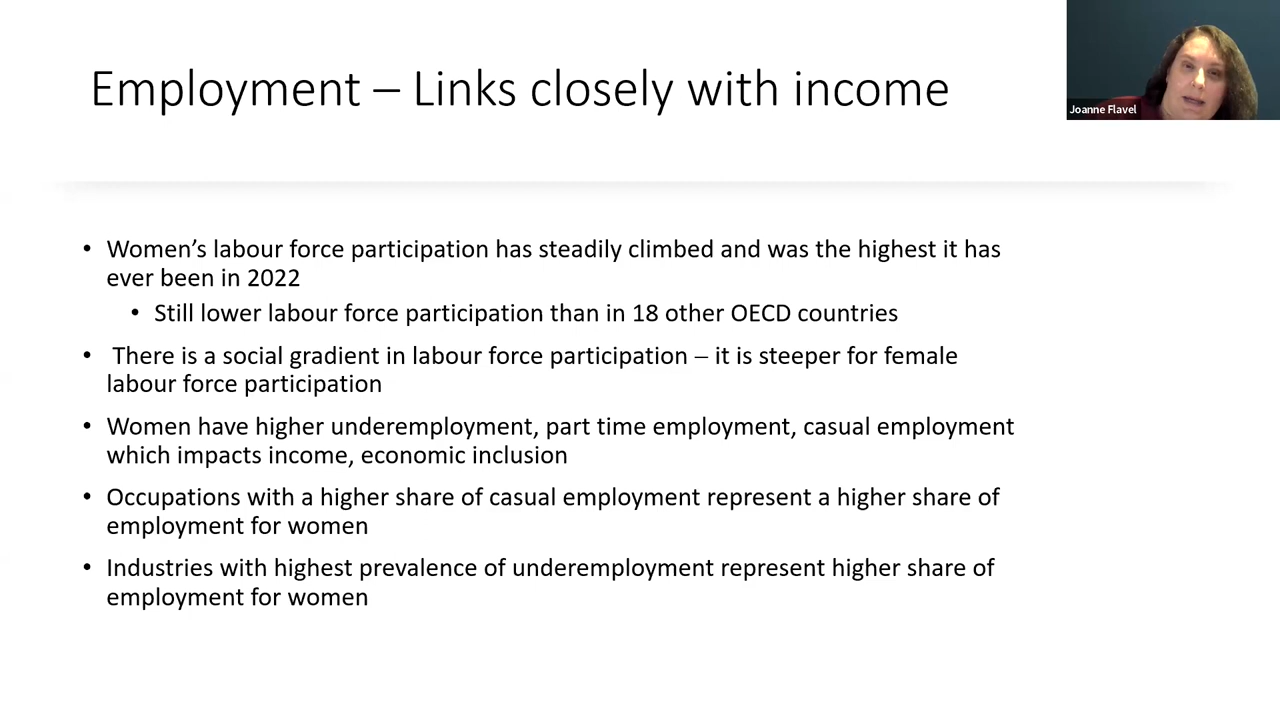 Employment – Links closely with income
Joanne Flavel
• Women’s labour force participation has steadily climbed and was the highest it has
ever been in 2022
• Still lower labour force participation than in 18 other OECD countries
• There is a social gradient in labour force participation – it is steeper for female
labour force participation
• Women have higher underemployment, part time employment, casual employment
which impacts income, economic inclusion
• Occupations with a higher share of casual employment represent a higher share of
employment for women
• Industries with highest prevalence of underemployment represent higher share of
employment for women